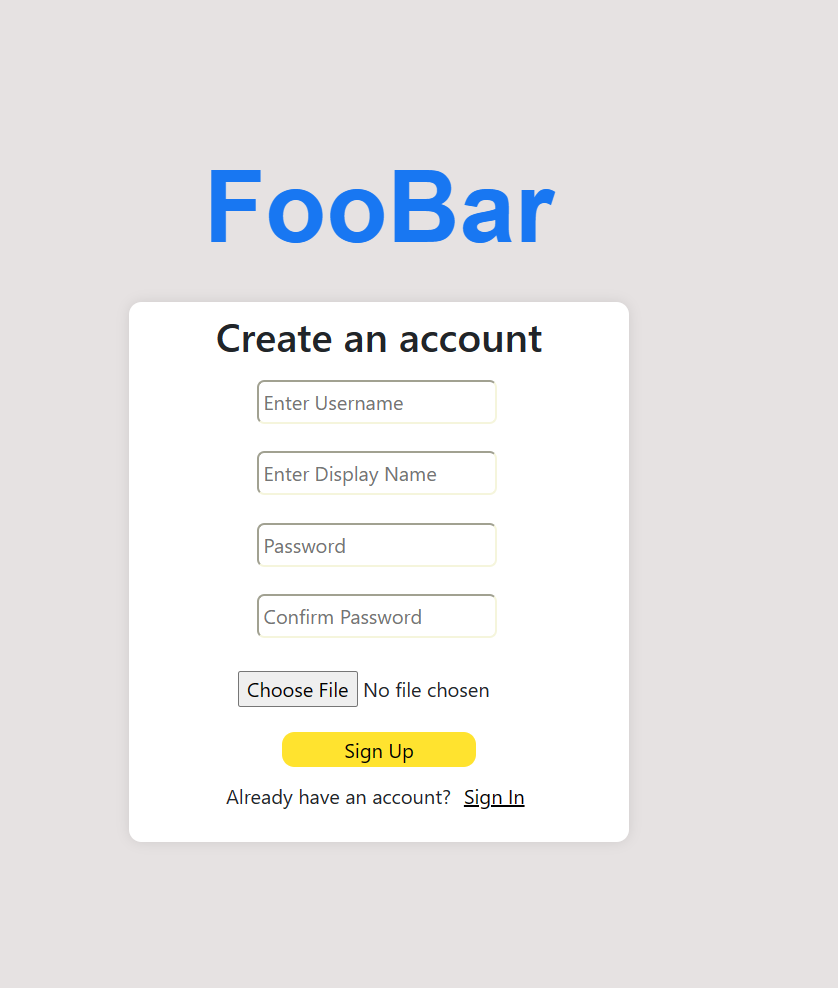 FooBar
Create an account
Enter Username
Enter Display Name
Password
Confirm Password
Choose File No file chosen
Sign Up
Already have an account? Sign In